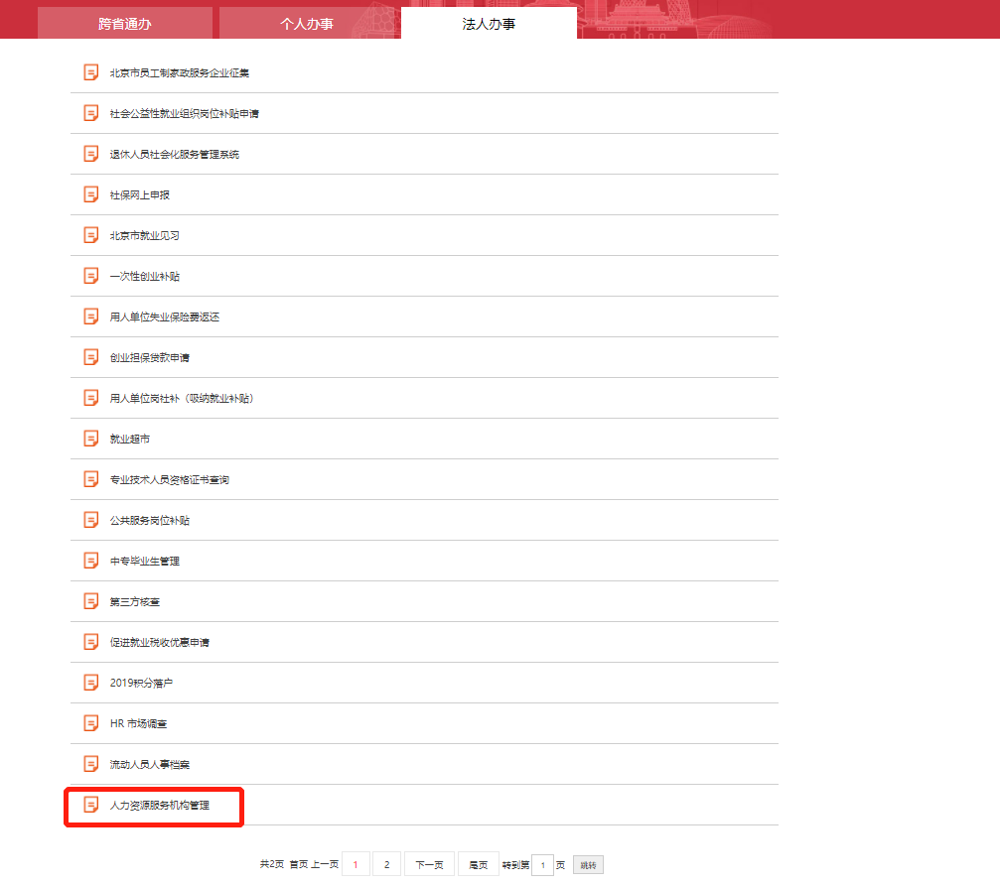 跨省通办 个人办事 法人办事
北京市员工制家政服务企业征集
社会公益性就业组织岗位补贴申请
退休人员社会化服务管理系统
社保网上申报
北京市就业见习
一次性创业补贴
用人单位失业保险费返还
创业担保贷款申请
用人单位岗社补（吸纳就业补贴）
就业超市
专业技术人员资格证书查询
公共服务岗位补贴
中专毕业生管理
第三方核查
促进就业税收优惠申请
2019积分落户
HR 市场调查
流动人员人事档案
人力资源服务机构管理
共2页 首页 上一页 1 2 下一页 尾页 转到第 1 页 跳转